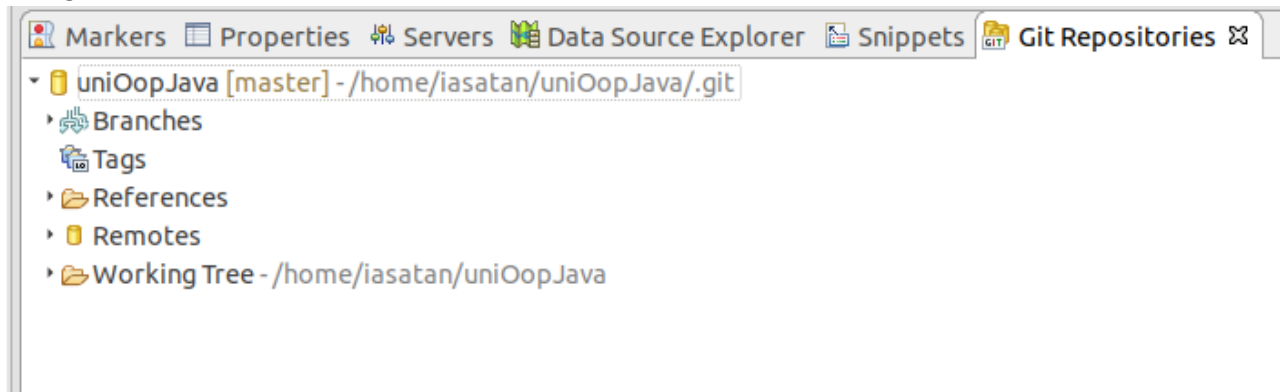 Markers Properties Servers Data Source Explorer Snippets GIT Git Repositories
uniOopJava [master] - /home/iasatan/uniOopJava/.git
Branches
Tags
References
Remotes
Working Tree - /home/iasatan/uniOopJava